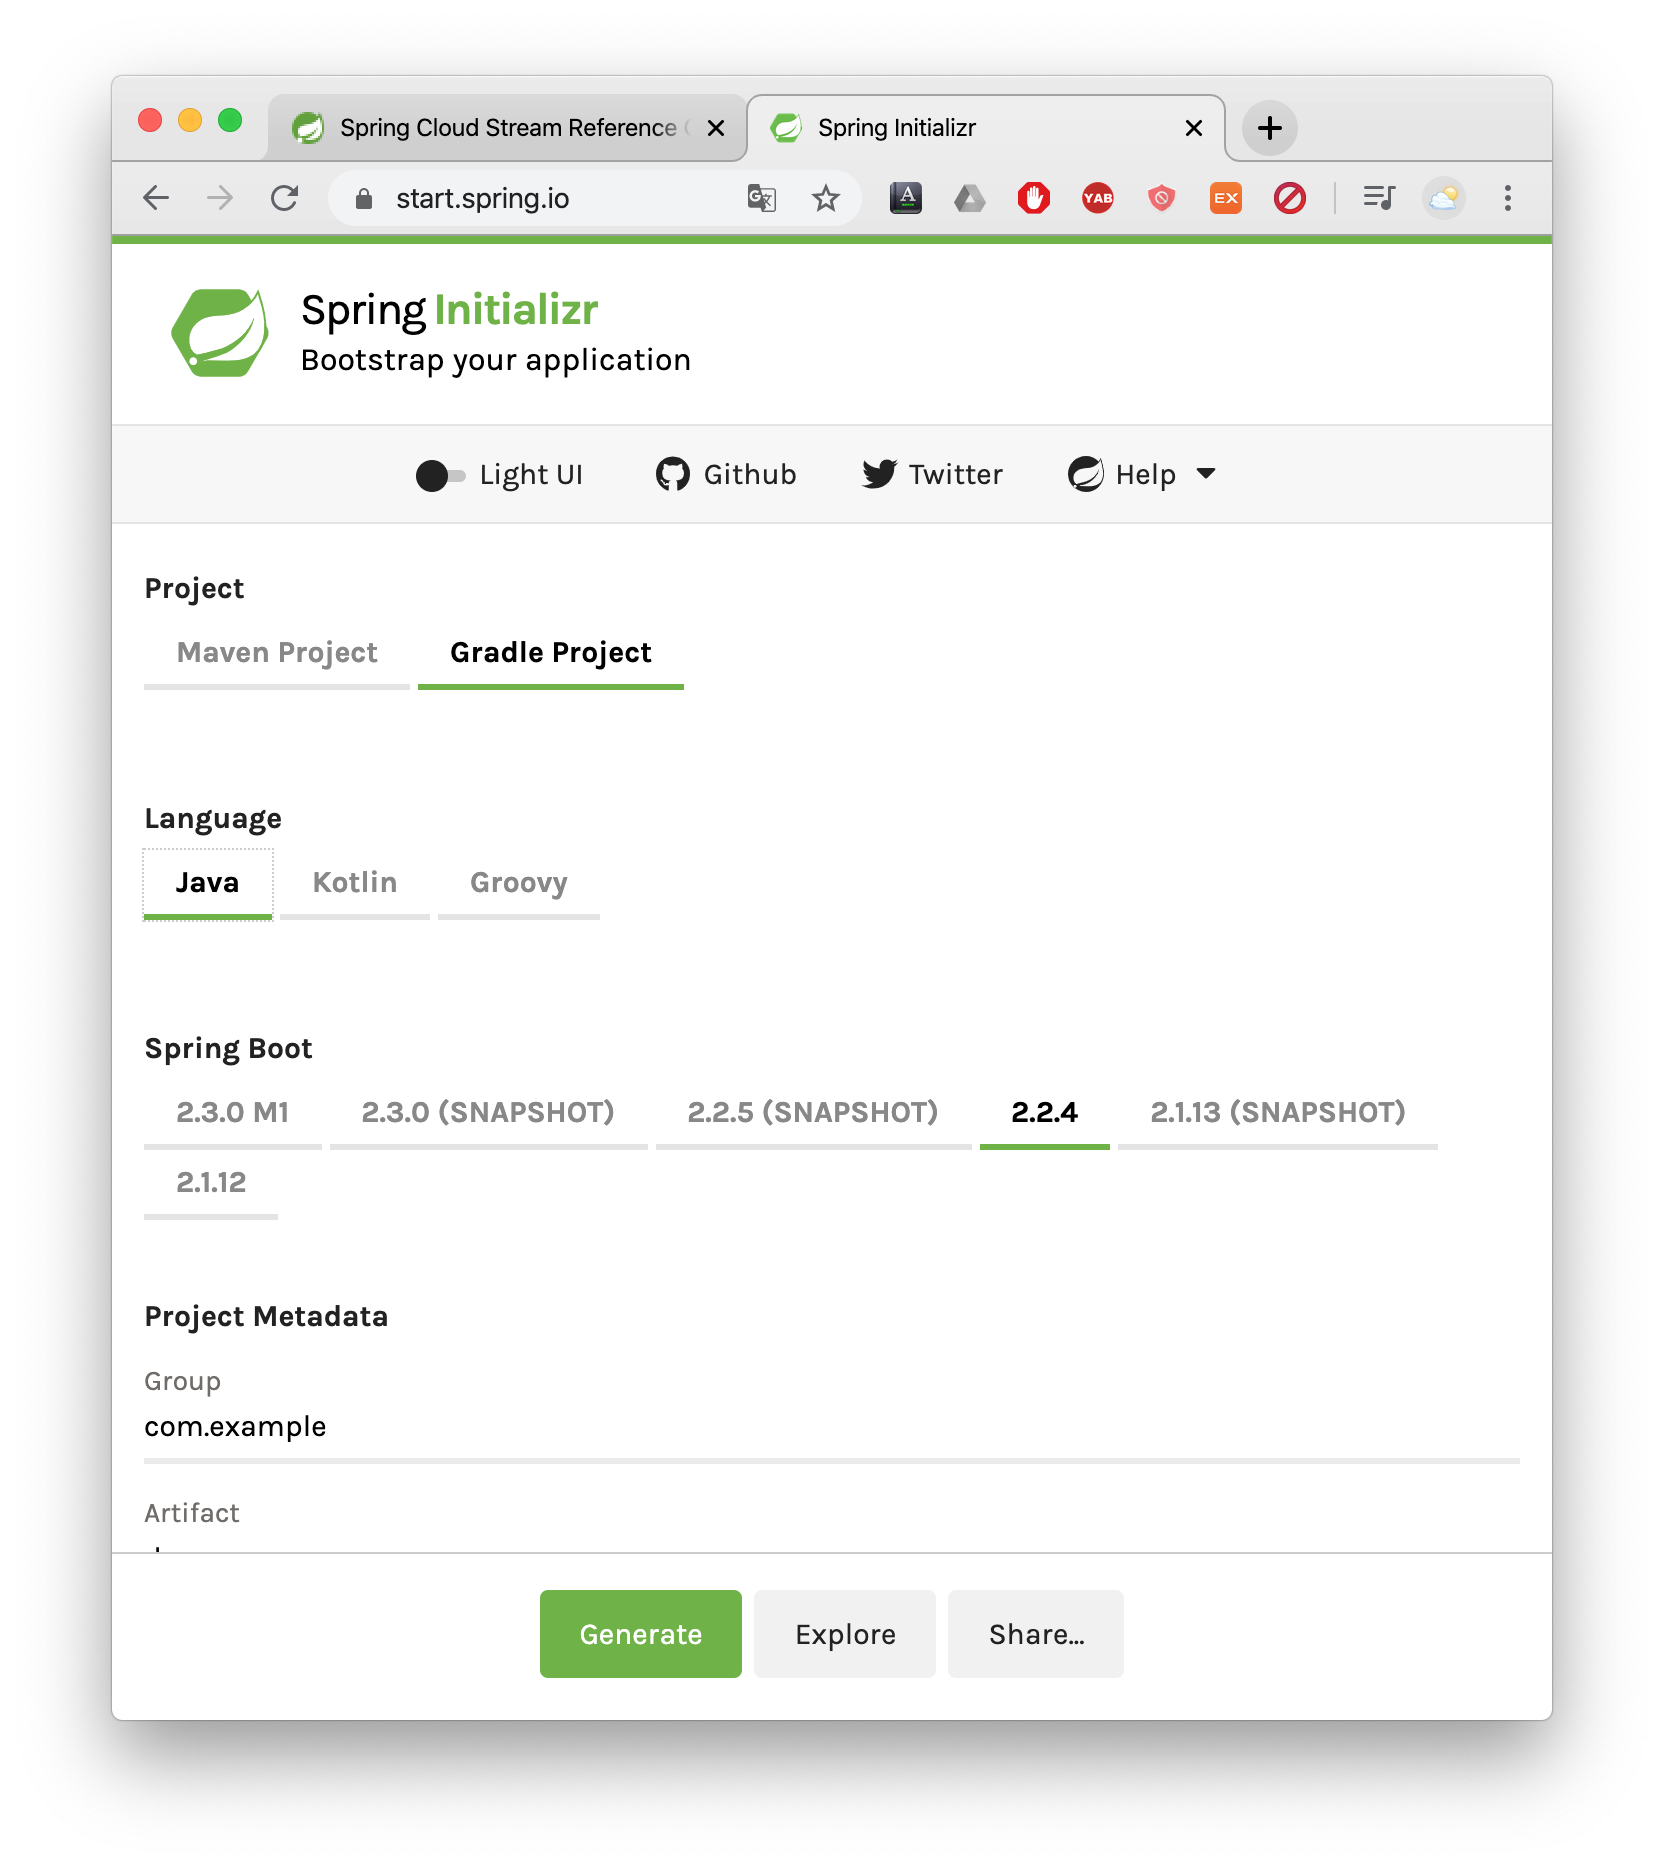 Spring Cloud Stream Reference
Spring Initializr
start.spring.io
A
YAB
EX
Spring Initializr
Bootstrap your application
Light UI
Github
Twitter
Help
Project
Maven Project
Gradle Project
Language
Java
Kotlin
Groovy
Spring Boot
2.3.0 M1
2.3.0 (SNAPSHOT)
2.2.5 (SNAPSHOT)
2.2.4
2.1.13 (SNAPSHOT)
2.1.12
Project Metadata
Group
com.example
Artifact
Generate
Explore
Share...